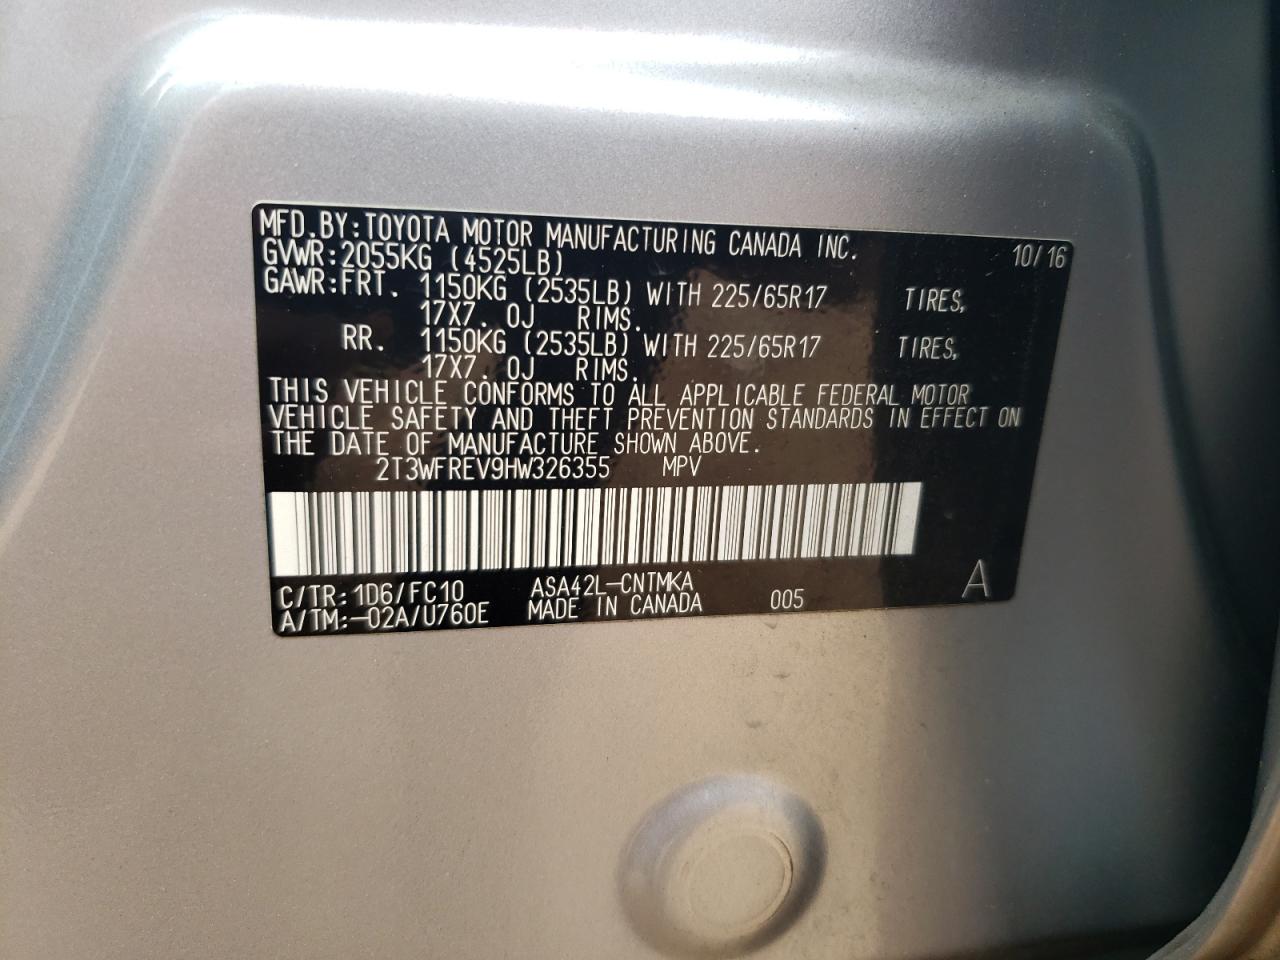 MFD.BY:TOYOTA MOTOR MANUFACTURING CANADA INC. 10/16
GVWR:2055KG (4525LB)
GAWR:FRT. 1150KG (2535LB) WITH 225/65R17 TIRES,
17X7.0J RIMS.
RR. 1150KG (2535LB) WITH 225/65R17 TIRES,
17X7.0J RIMS.
THIS VEHICLE CONFORMS TO ALL APPLICABLE FEDERAL MOTOR
VEHICLE SAFETY AND THEFT PREVENTION STANDARDS IN EFFECT ON
THE DATE OF MANUFACTURE SHOWN ABOVE.
2T3WFREV9HW326355 MPV
C/TR:1D6/FC10 ASA42L-CNTMKA
A/TM:-02A/U760E MADE IN CANADA 005 A